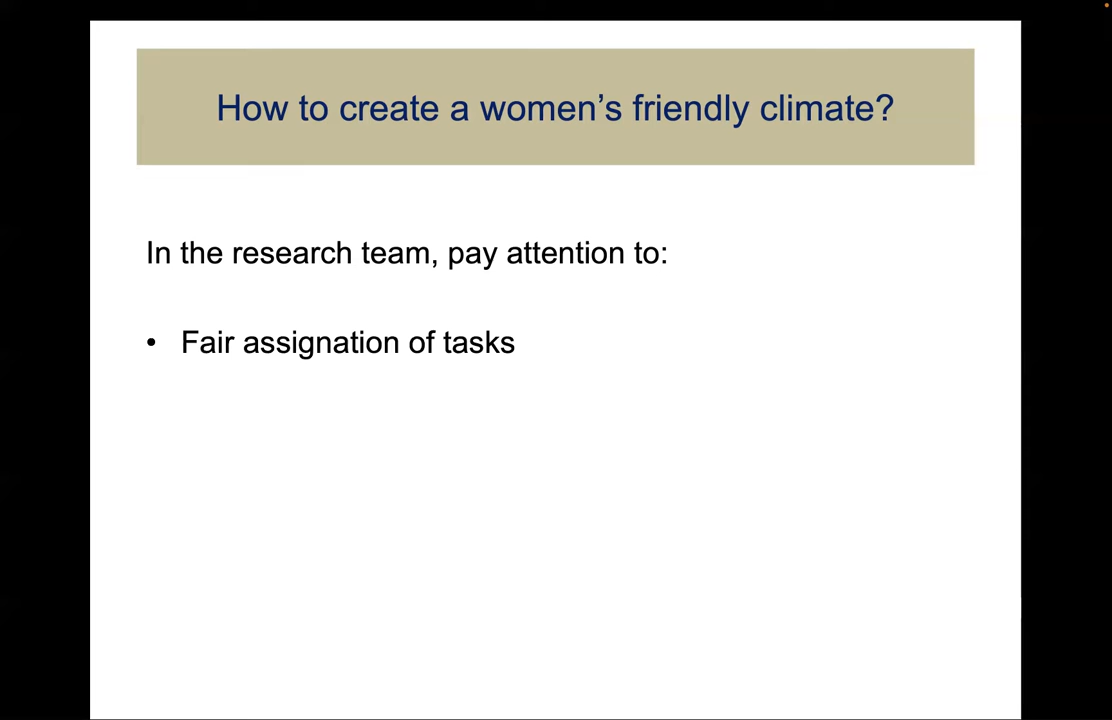 How to create a women’s friendly climate?
In the research team, pay attention to:
• Fair assignation of tasks